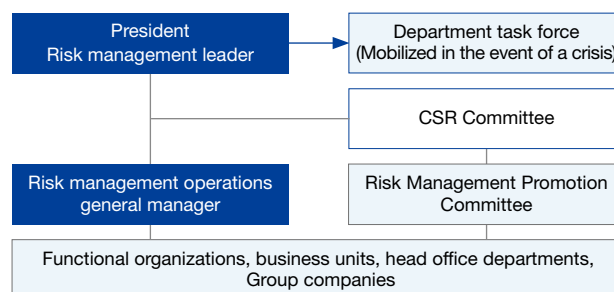 President
Risk management leader
Department task force
(Mobilized in the event of a crisis)
CSR Committee
Risk management operations
general manager
Risk Management Promotion
Committee
Functional organizations, business units, head office departments,
Group companies